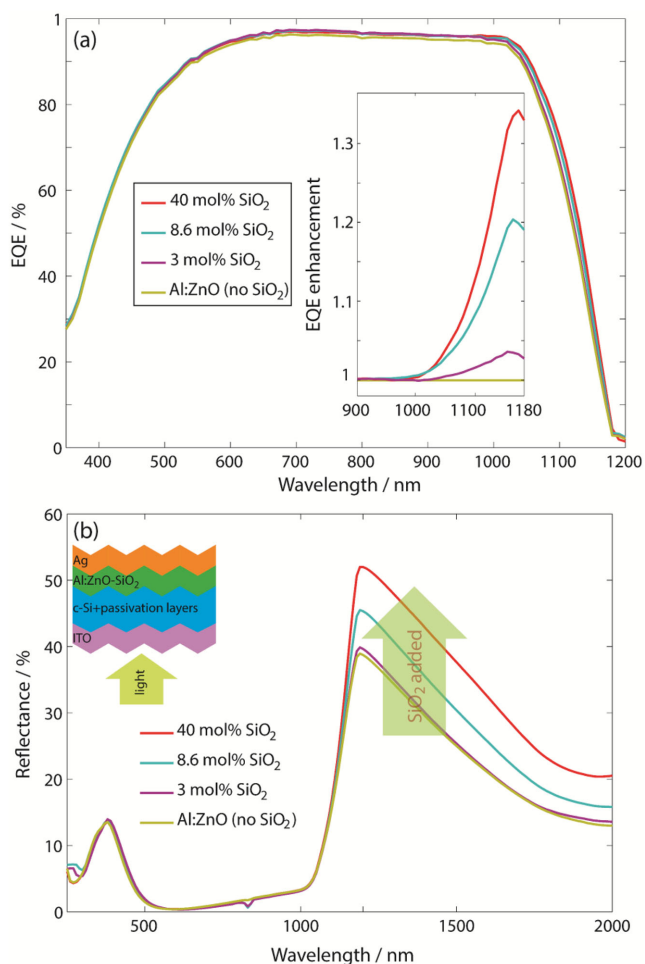 (a)
1
80
60
40
20
0
EQE / %
40 mol% SiO2
8.6 mol% SiO2
3 mol% SiO2
Al:ZnO (no SiO2)
EQE enhancement
1.3
1.2
1.1
1
900
1000
1100
1180
400 500 600 700 800 900 1000 1100 1200
Wavelength / nm
(b)
60
50
40
30
20
10
0
Reflectance / %
Ag
Al:ZnO-SiO2
c-Si+passivation layers
ITO
light
SiO2 added
40 mol% SiO2
8.6 mol% SiO2
3 mol% SiO2
Al:ZnO (no SiO2)
500 1000 1500 2000
Wavelength / nm